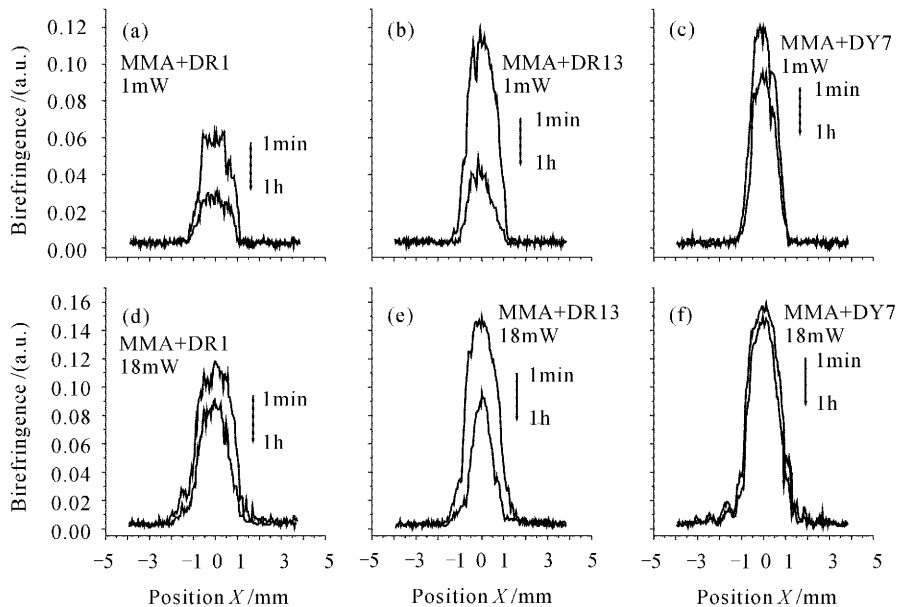 Birefringence /(a.u.)
0.12
0.10
0.08
0.06
0.04
0.02
0.00
(a)
MMA+DR1
1mW
1min
1h
(b)
MMA+DR13
1mW
1min
1h
(c)
MMA+DY7
1mW
1min
1h
Birefringence /(a.u.)
0.16
0.14
0.12
0.10
0.08
0.06
0.04
0.02
0.00
(d)
MMA+DR1
18mW
1min
1h
(e)
MMA+DR13
18mW
1min
1h
(f)
MMA+DY7
18mW
1min
1h
−5 −3 −1 0 1 3 5
−3 −1 0 1 3 5
−3 −1 0 1 3 5
Position X /mm
Position X /mm
Position X /mm